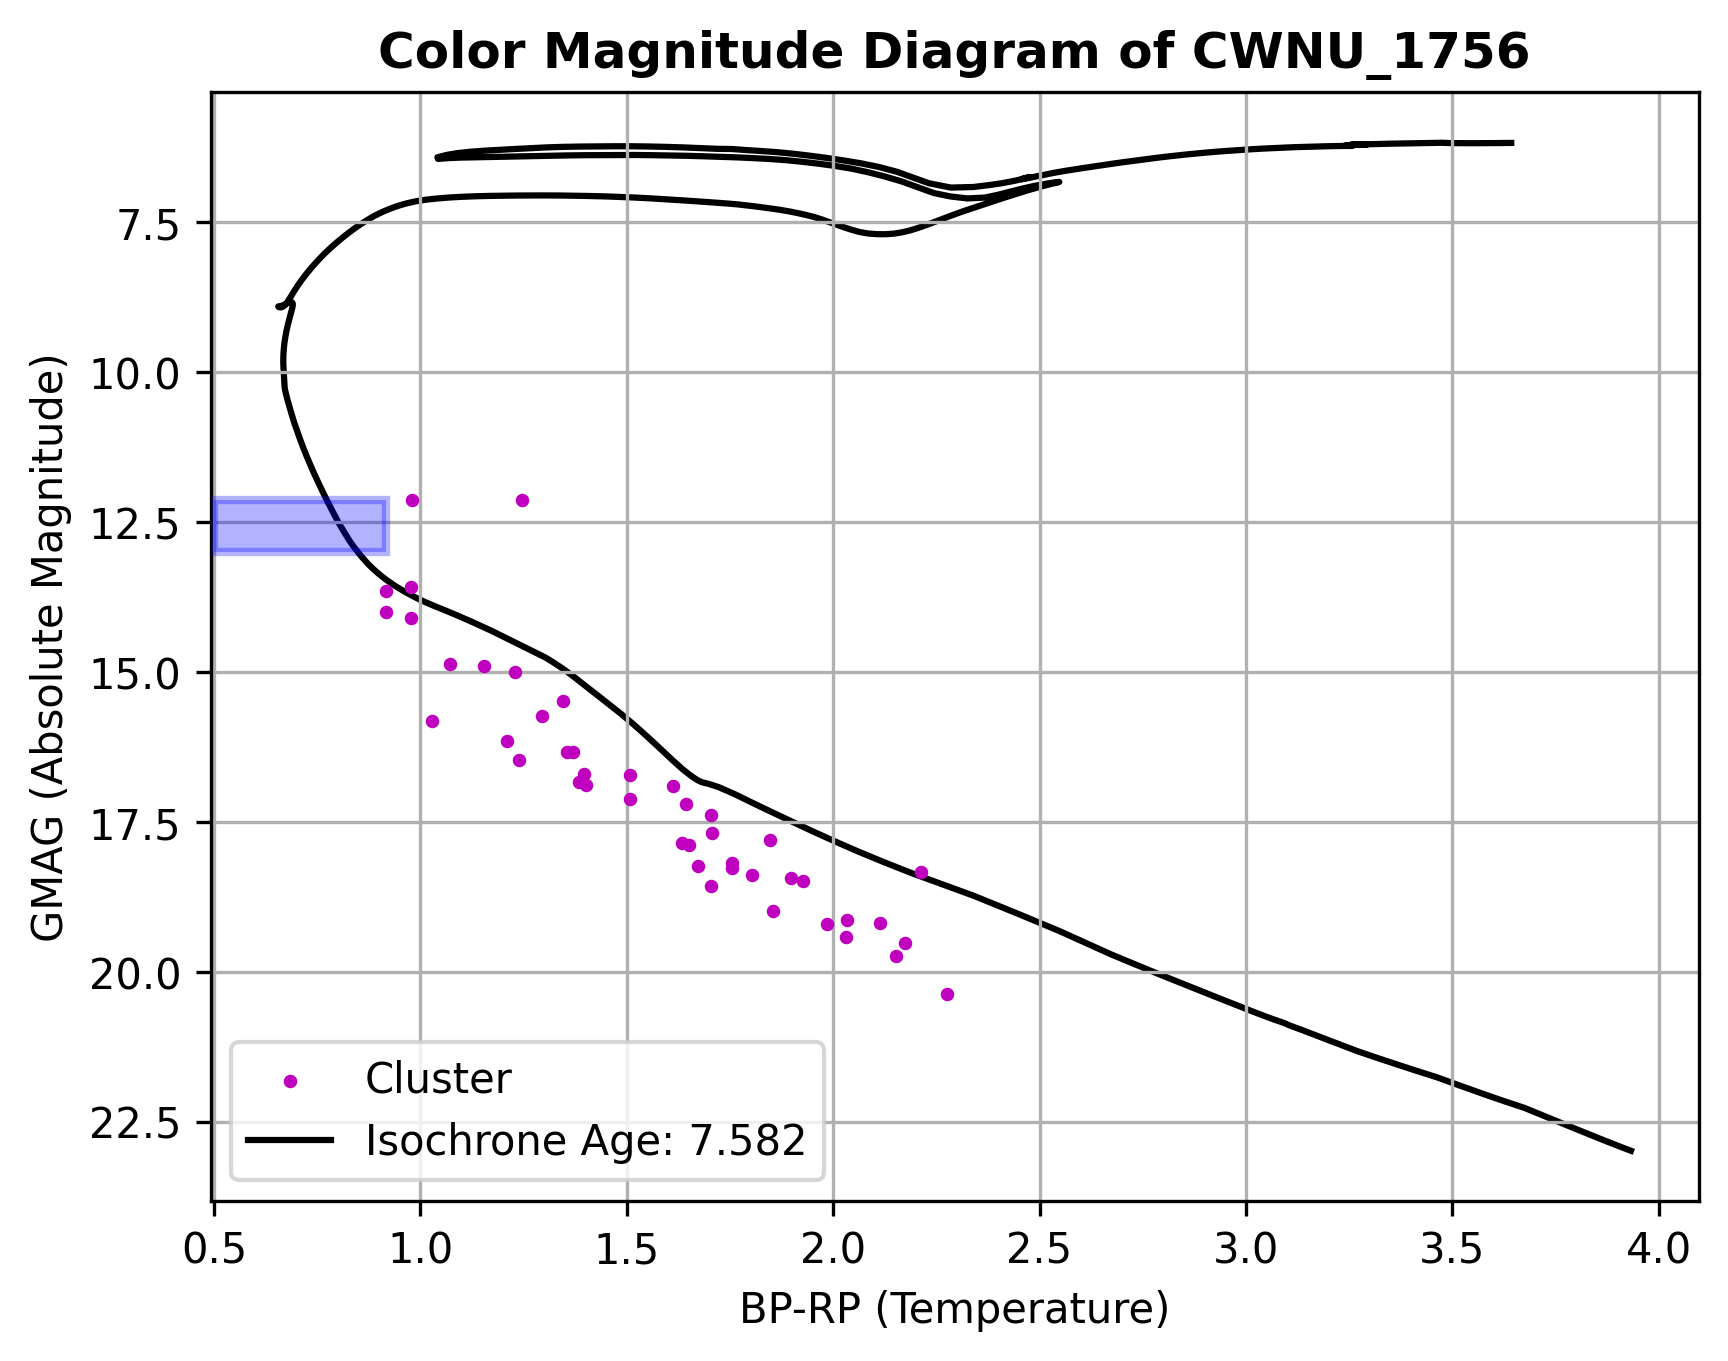 Color Magnitude Diagram of CWNU_1756
GMAG (Absolute Magnitude)
7.5
10.0
12.5
15.0
17.5
20.0
22.5
Cluster
Isochrone Age: 7.582
0.5 1.0 1.5 2.0 2.5 3.0 3.5 4.0
BP-RP (Temperature)